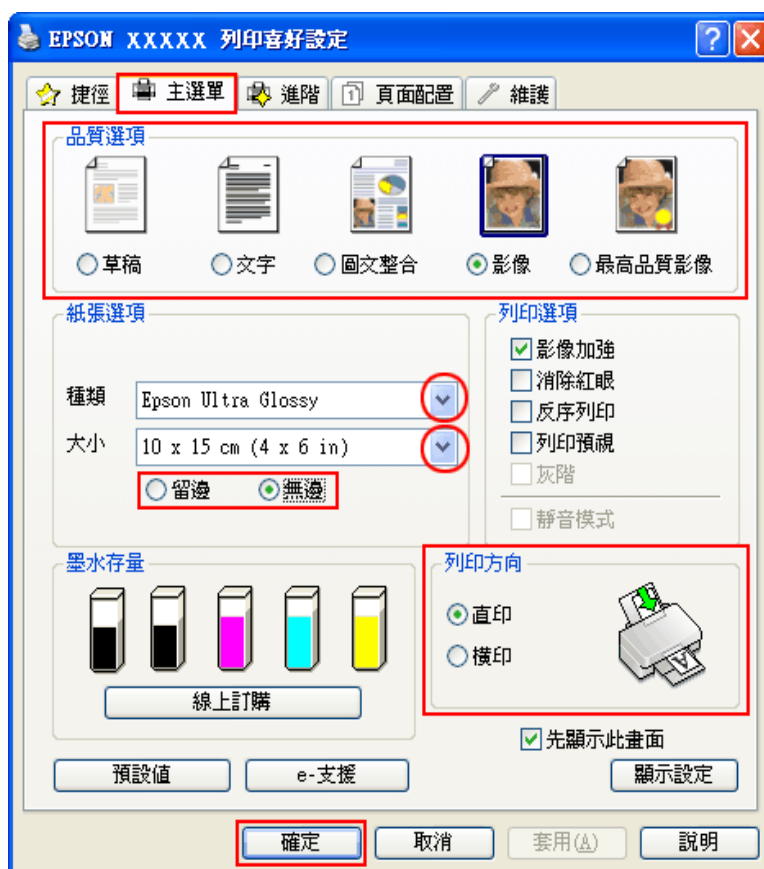 EPSON XXXXX 列印喜好設定
捷徑 主選單 進階 頁面配置 維護
品質選項
草稿 文字 圖文整合 影像 最高品質影像
紙張選項
種類 Epson Ultra Glossy
大小 10 x 15 cm (4 x 6 in)
留邊 無邊
列印選項
影像加強
消除紅眼
反序列印
列印預視
灰階
靜音模式
墨水存量
線上訂購
列印方向
直印
橫印
先顯示此畫面
預設值 e-支援 顯示設定
確定 取消 套用(A) 說明